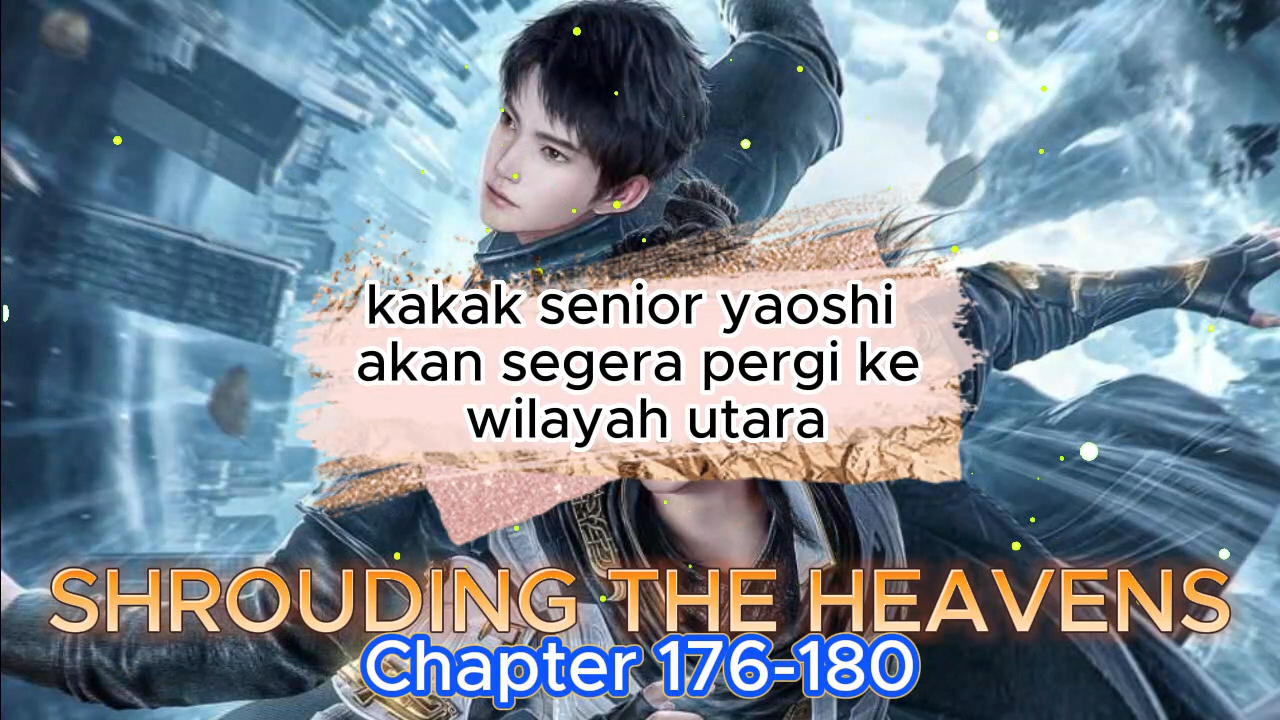 kakak senior yaoshi
akan segera pergi ke
wilayah utara
SHROUDING THE HEAVENS
Chapter 176-180